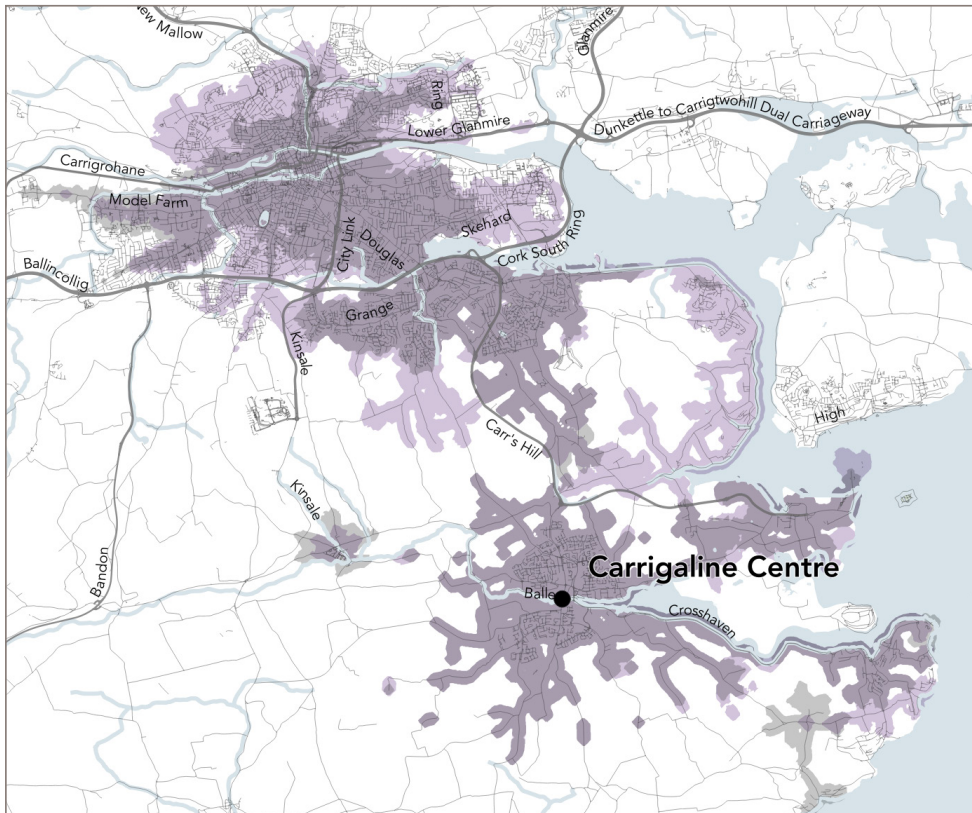 New Mallow
Glanmire
Ring
Lower Glanmire
Dunkettle to Carrigtwohill Dual Carriageway
Carrigrohane
Model Farm
Skehard
City Link
Douglas
Cork South Ring
Ballincollig
Grange
Kinsale
High
Carr's Hill
Kinsale
Bandon
Carrigaline Centre
Balle
Crosshaven